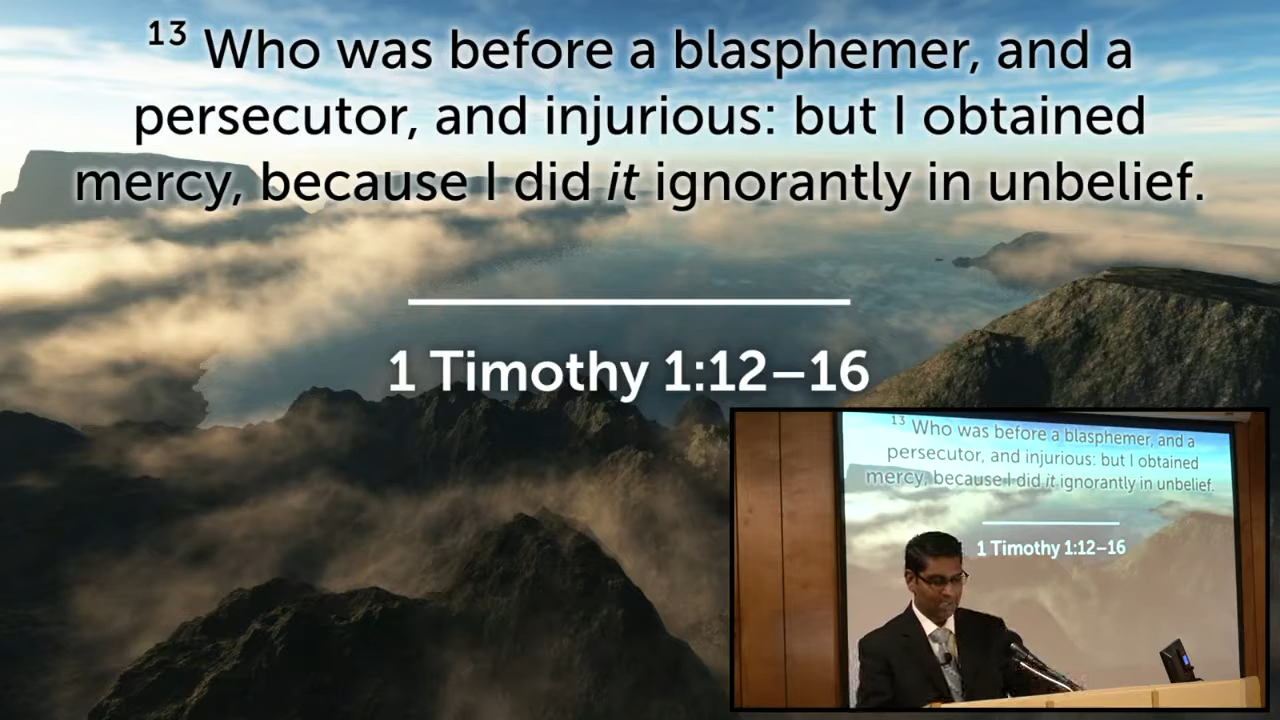 13 Who was before a blasphemer, and a
persecutor, and injurious: but I obtained
mercy, because I did it ignorantly in unbelief.
1 Timothy 1:12–16
13 Who was before a blasphemer, and a
persecutor, and injurious: but I obtained
mercy, because I did it ignorantly in unbelief.
1 Timothy 1:12–16